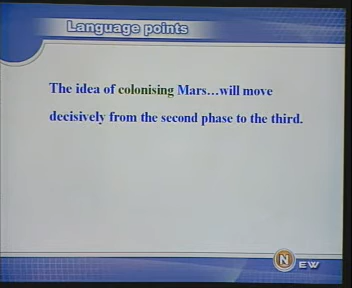 Language points
The idea of colonising Mars...will move
decisively from the second phase to the third.
N EW